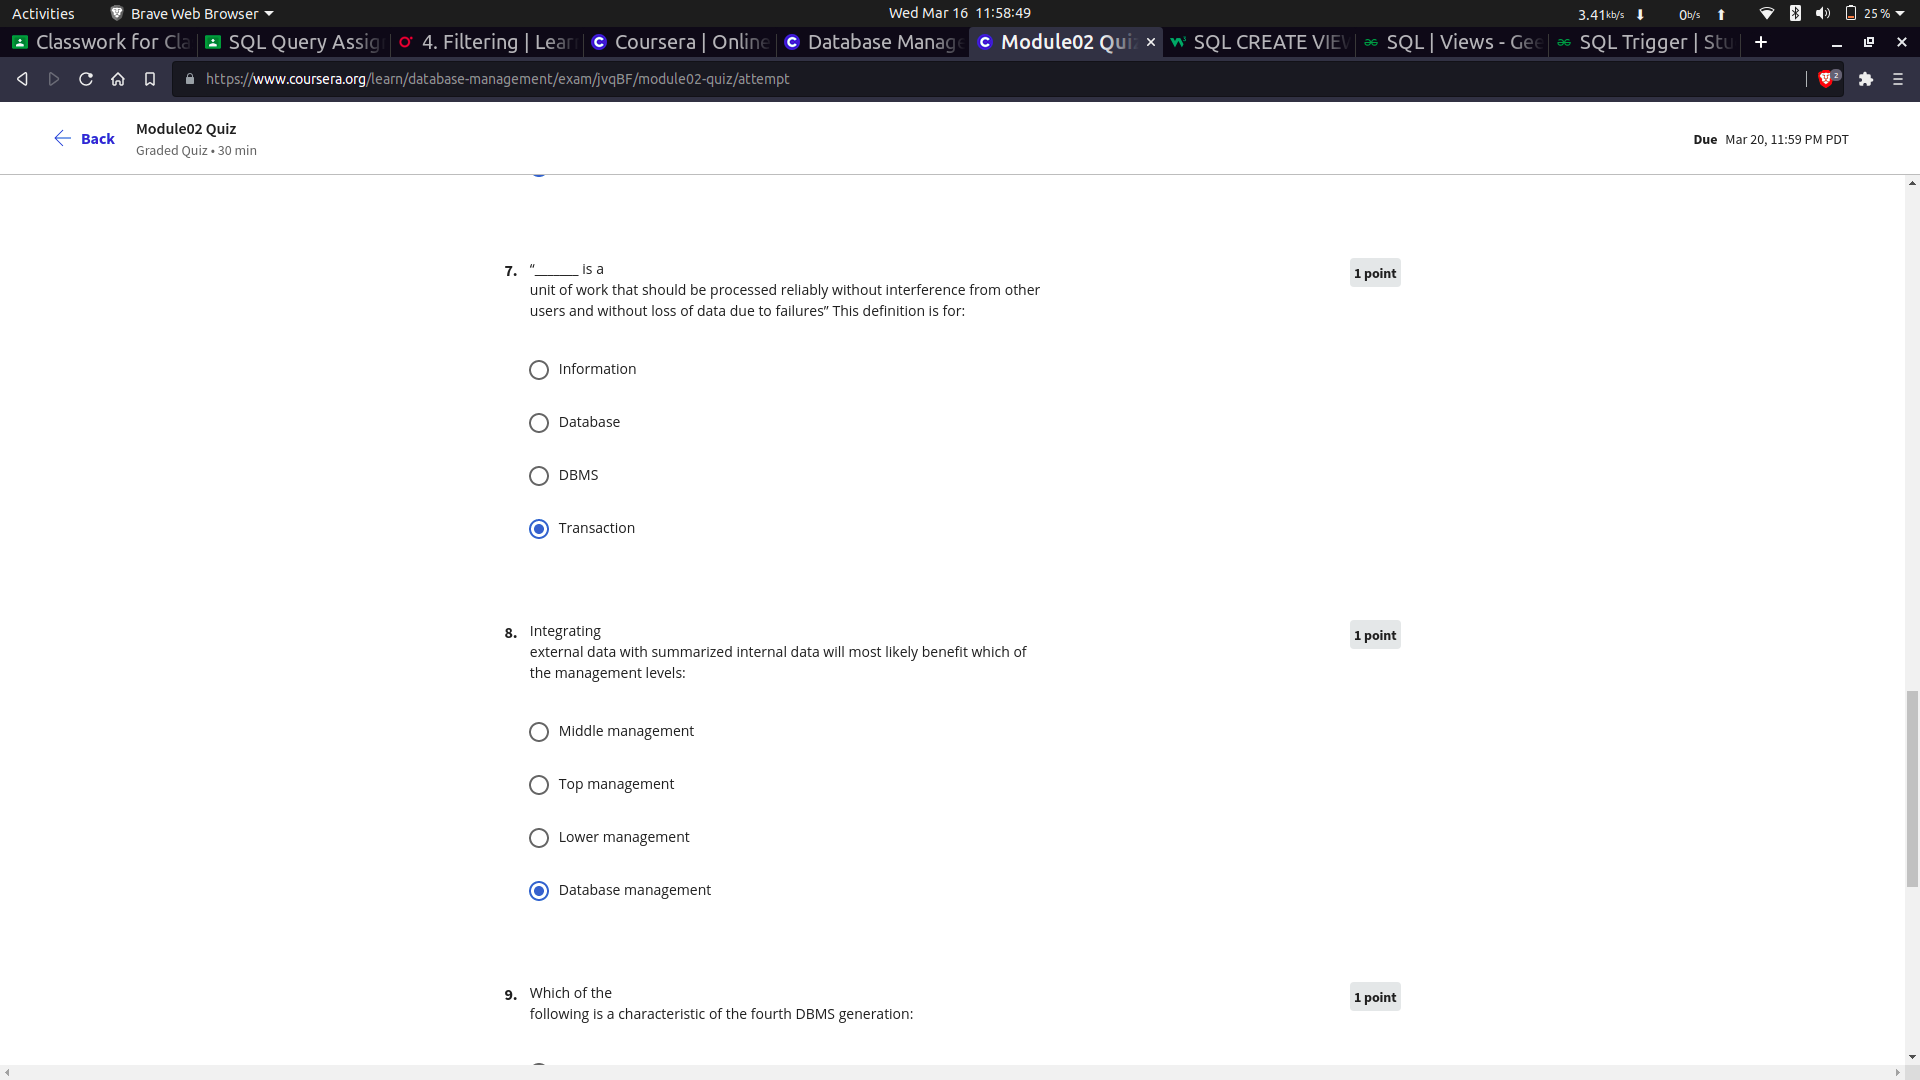 Activities
Brave Web Browser
Wed Mar 16 11:58:49
3.41kb/s
0b/s
25 %
Classwork for Cla
SQL Query Assig
4. Filtering | Lear
Coursera | Online
Database Manage
Module02 Qui
SQL CREATE VIEW
SQL | Views - Gee
SQL Trigger | Stu
https://www.coursera.org/learn/database-management/exam/jvqBF/module02-quiz/attempt
2
Back
Module02 Quiz
Graded Quiz • 30 min
Due Mar 20, 11:59 PM PDT
7. “______ is a
unit of work that should be processed reliably without interference from other
users and without loss of data due to failures” This definition is for:
1 point
Information
Database
DBMS
Transaction
8. Integrating
external data with summarized internal data will most likely benefit which of
the management levels:
1 point
Middle management
Top management
Lower management
Database management
9. Which of the
following is a characteristic of the fourth DBMS generation:
1 point